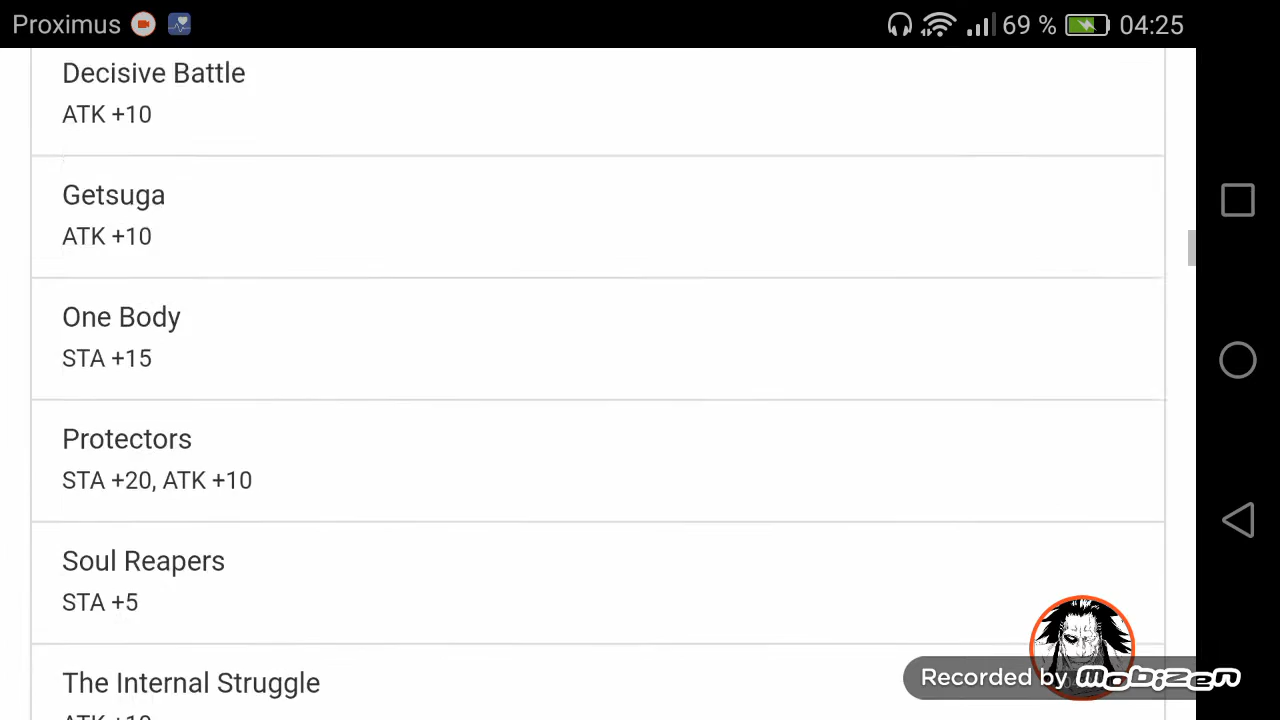 Proximus 69 % 04:25
Decisive Battle
ATK +10
Getsuga
ATK +10
One Body
STA +15
Protectors
STA +20, ATK +10
Soul Reapers
STA +5
The Internal Struggle
Recorded by mobizen